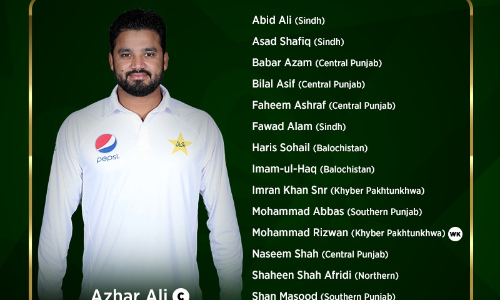 Abid Ali (Sindh)
Asad Shafiq (Sindh)
Babar Azam (Central Punjab)
Bilal Asif (Central Punjab)
Faheem Ashraf (Central Punjab)
Fawad Alam (Sindh)
Haris Sohail (Balochistan)
Imam-ul-Haq (Balochistan)
Imran Khan Snr (Khyber Pakhtunkhwa)
Mohammad Abbas (Southern Punjab)
Mohammad Rizwan (Khyber Pakhtunkhwa) WK
Naseem Shah (Central Punjab)
Shaheen Shah Afridi (Northern)
Shan Masood (Southern Punjab)
pepsi
Azhar Ali C